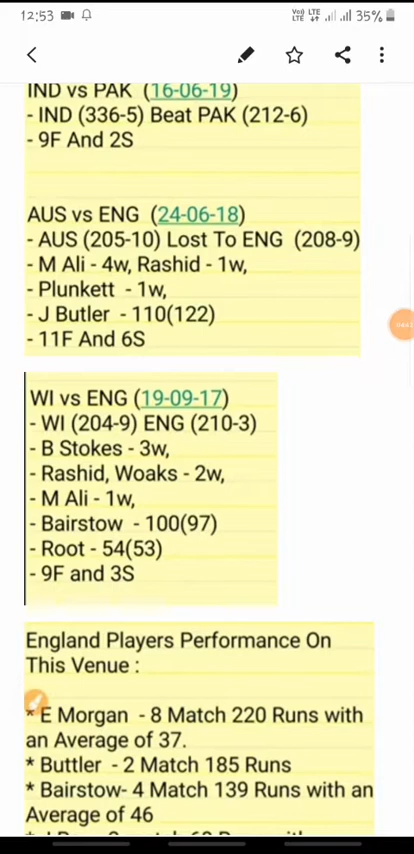 12:53
LTE
35%
IND vs PAK (16-06-19)
- IND (336-5) Beat PAK (212-6)
- 9F And 2S
AUS vs ENG (24-06-18)
- AUS (205-10) Lost To ENG (208-9)
- M Ali - 4w, Rashid - 1w,
- Plunkett - 1w,
- J Butler - 110(122)
- 11F And 6S
WI vs ENG (19-09-17)
- WI (204-9) ENG (210-3)
- B Stokes - 3w,
- Rashid, Woaks - 2w,
- M Ali - 1w,
- Bairstow - 100(97)
- Root - 54(53)
- 9F and 3S
England Players Performance On
This Venue :
* E Morgan - 8 Match 220 Runs with
an Average of 37.
* Buttler - 2 Match 185 Runs
* Bairstow- 4 Match 139 Runs with an
Average of 46